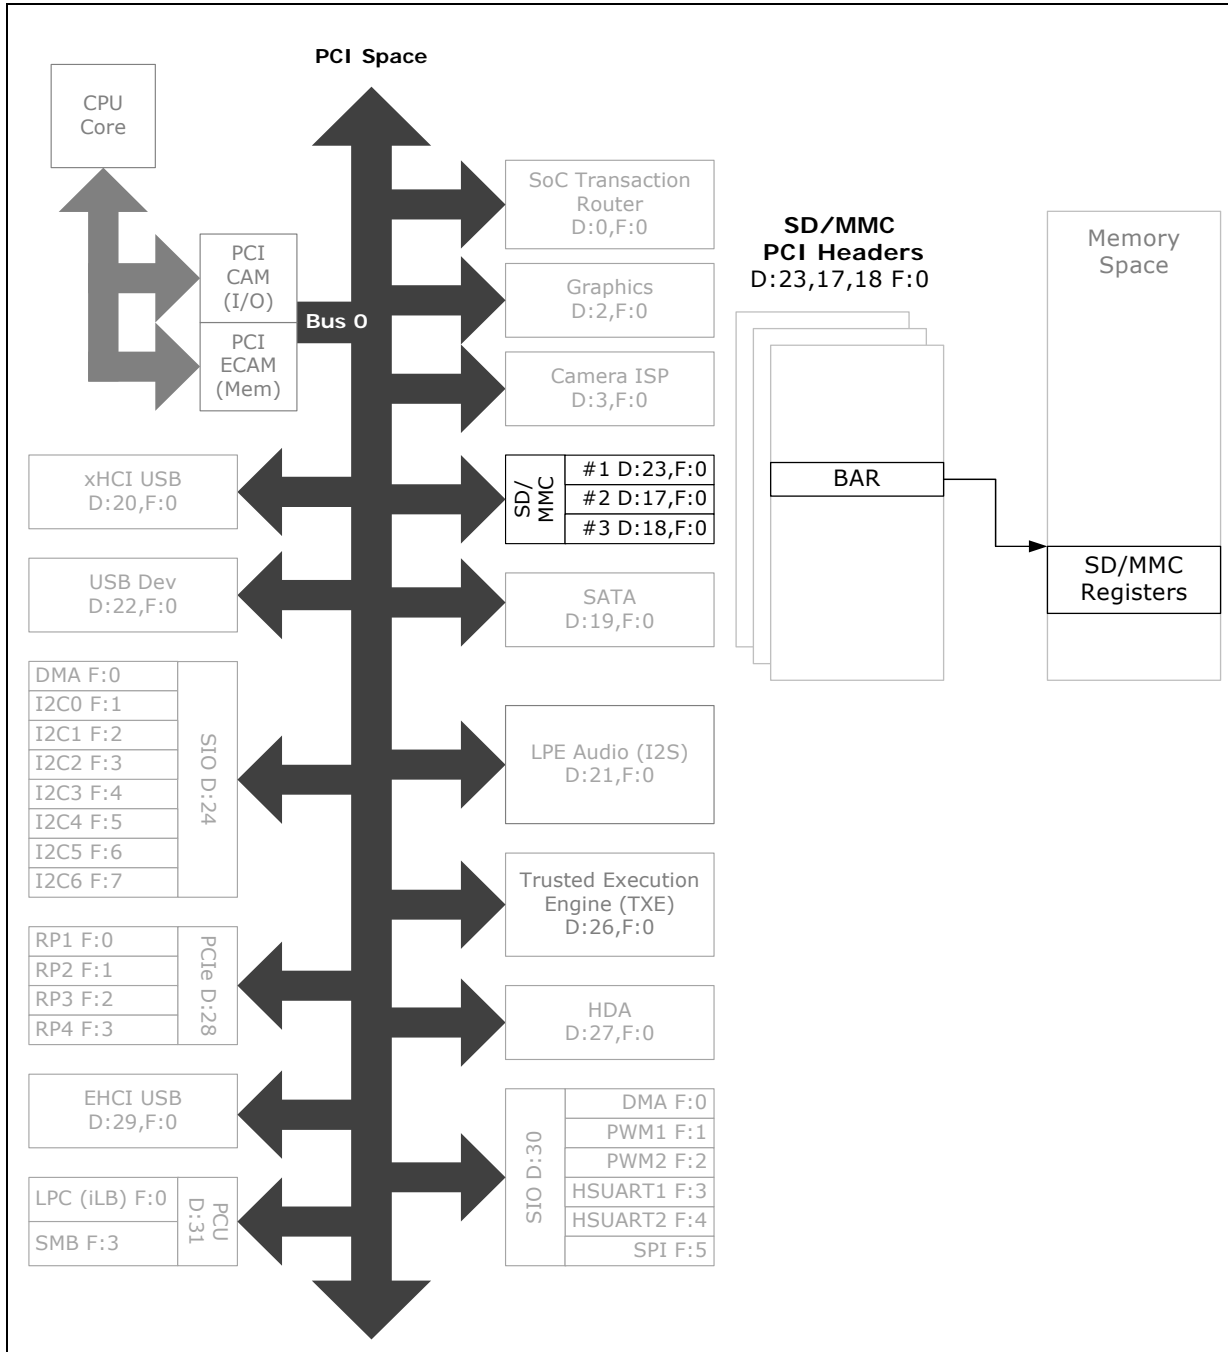 PCI Space
CPU
Core
PCI
CAM
(I/O)
PCI
ECAM
(Mem)
Bus 0
SoC Transaction
Router
D:0,F:0
Graphics
D:2,F:0
Camera ISP
D:3,F:0
SD/
MMC
#1 D:23,F:0
#2 D:17,F:0
#3 D:18,F:0
SATA
D:19,F:0
LPE Audio (I2S)
D:21,F:0
Trusted Execution
Engine (TXE)
D:26,F:0
HDA
D:27,F:0
SIO D:30
DMA F:0
PWM1 F:1
PWM2 F:2
HSUART1 F:3
HSUART2 F:4
SPI F:5
xHCI USB
D:20,F:0
USB Dev
D:22,F:0
DMA F:0
I2C0 F:1
I2C1 F:2
I2C2 F:3
I2C3 F:4
I2C4 F:5
I2C5 F:6
I2C6 F:7
SIO D:24
RP1 F:0
RP2 F:1
RP3 F:2
RP4 F:3
PCIe D:28
EHCI USB
D:29,F:0
LPC (iLB) F:0
SMB F:3
PCU
D:31
SD/MMC
PCI Headers
D:23,17,18 F:0
BAR
Memory
Space
SD/MMC
Registers